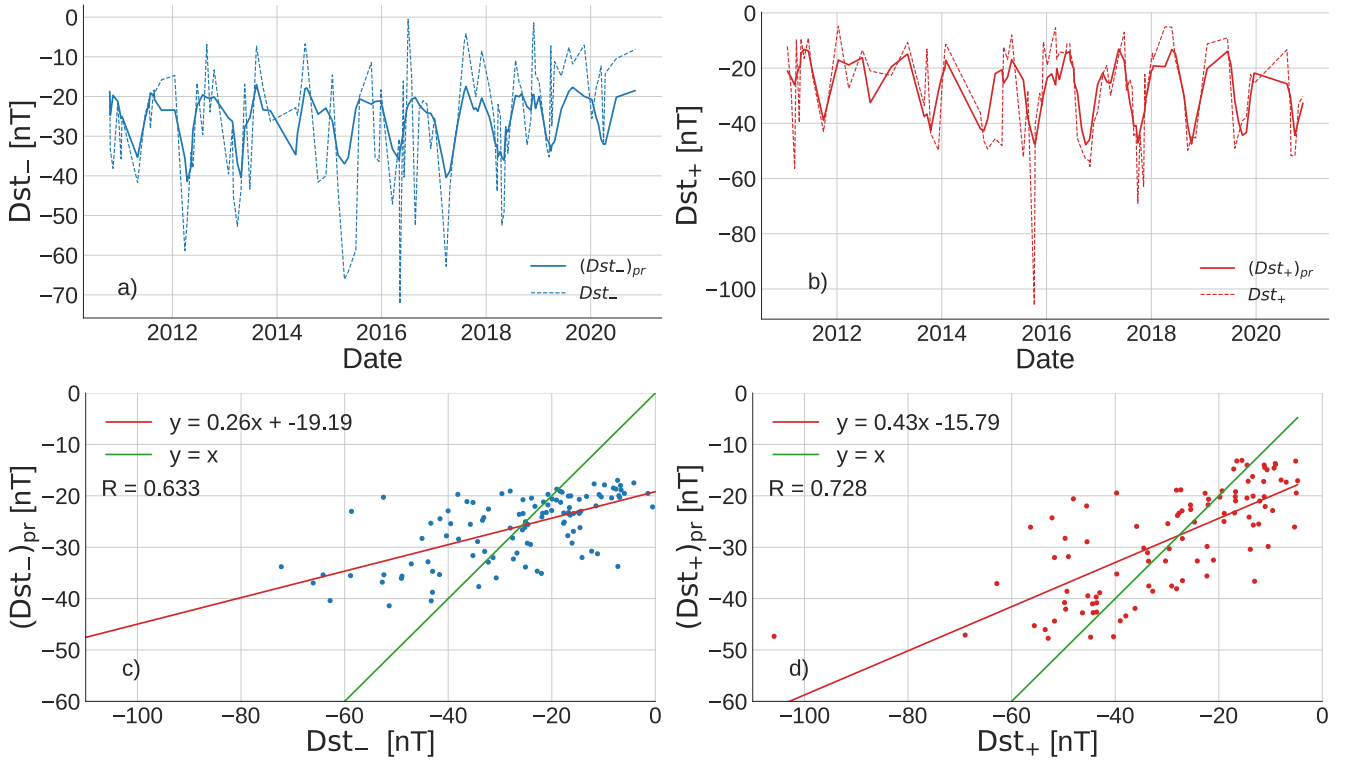 0
−10
−20
−30
−40
−50
−60
−70
Dst₋ [nT]
a)
(Dst₋)pr
Dst₋
2012
2014
2016
2018
2020
Date
0
−20
−40
−60
−80
−100
Dst₊ [nT]
b)
(Dst₊)pr
Dst₊
2012
2014
2016
2018
2020
Date
0
−10
−20
−30
−40
−50
−60
(Dst₋)pr [nT]
y = 0.26x + -19.19
y = x
R = 0.633
c)
−100
−80
−60
−40
−20
0
Dst₋ [nT]
0
−10
−20
−30
−40
−50
−60
(Dst₊)pr [nT]
y = 0.43x -15.79
y = x
R = 0.728
d)
−100
−80
−60
−40
−20
0
Dst₊ [nT]